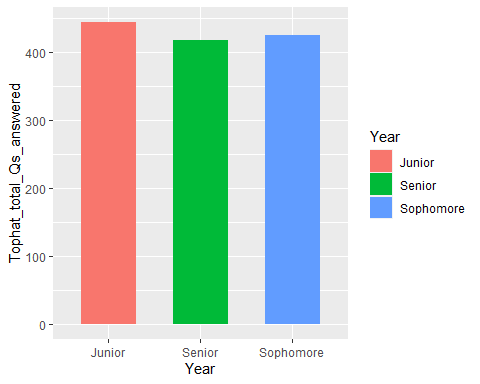 Tophat_total_Qs_answered
400
300
200
100
0
Junior
Senior
Sophomore
Year
Year
Junior
Senior
Sophomore